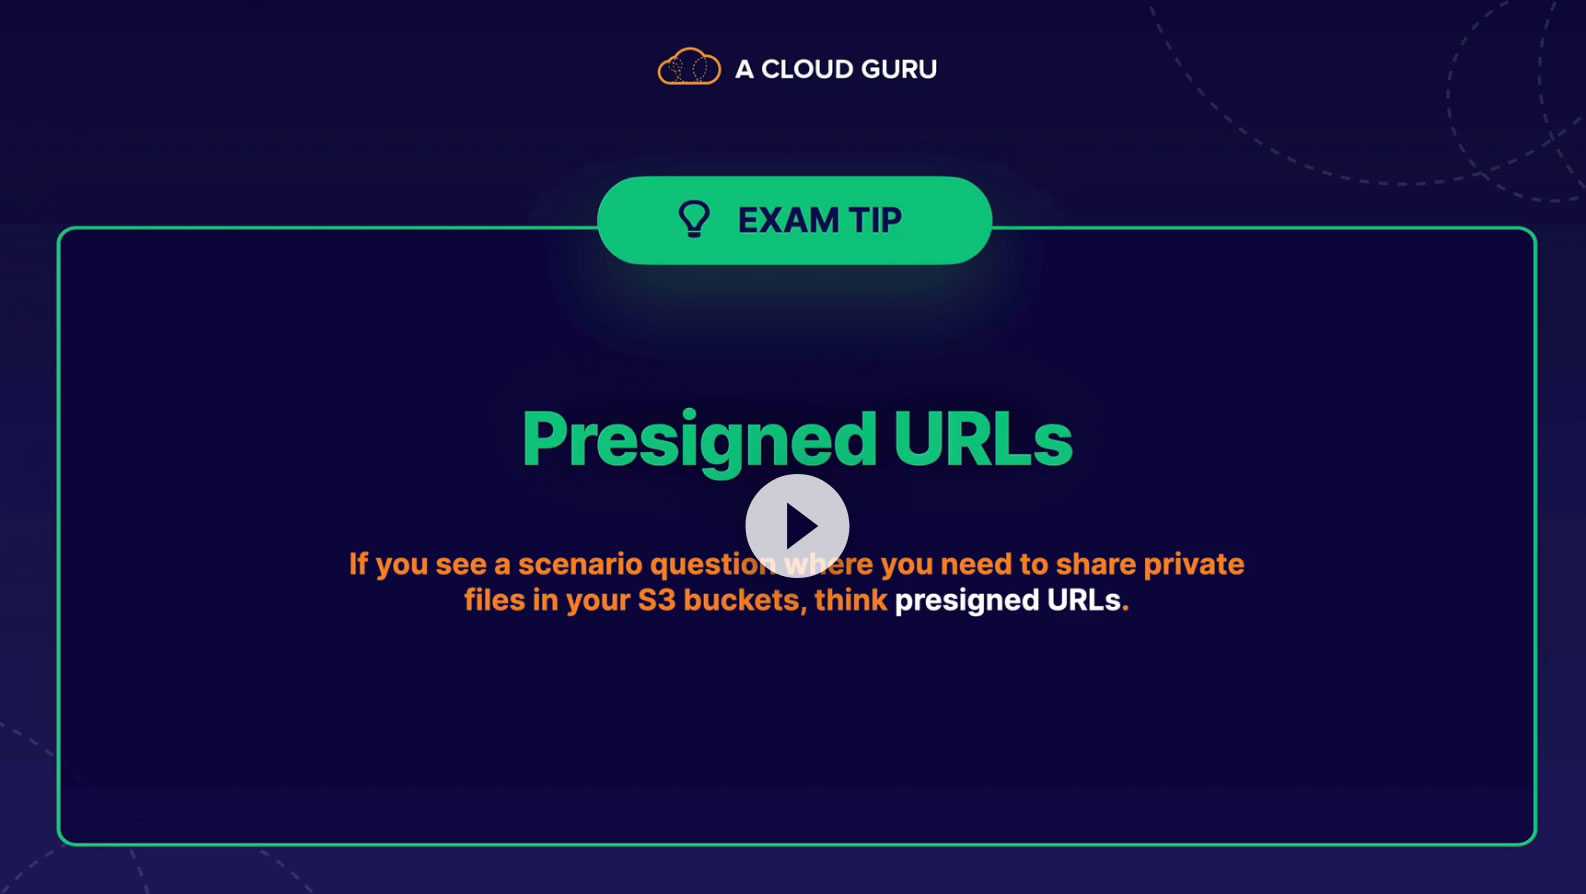 A CLOUD GURU
EXAM TIP
Presigned URLs
If you see a scenario question where you need to share private
files in your S3 buckets, think presigned URLs.